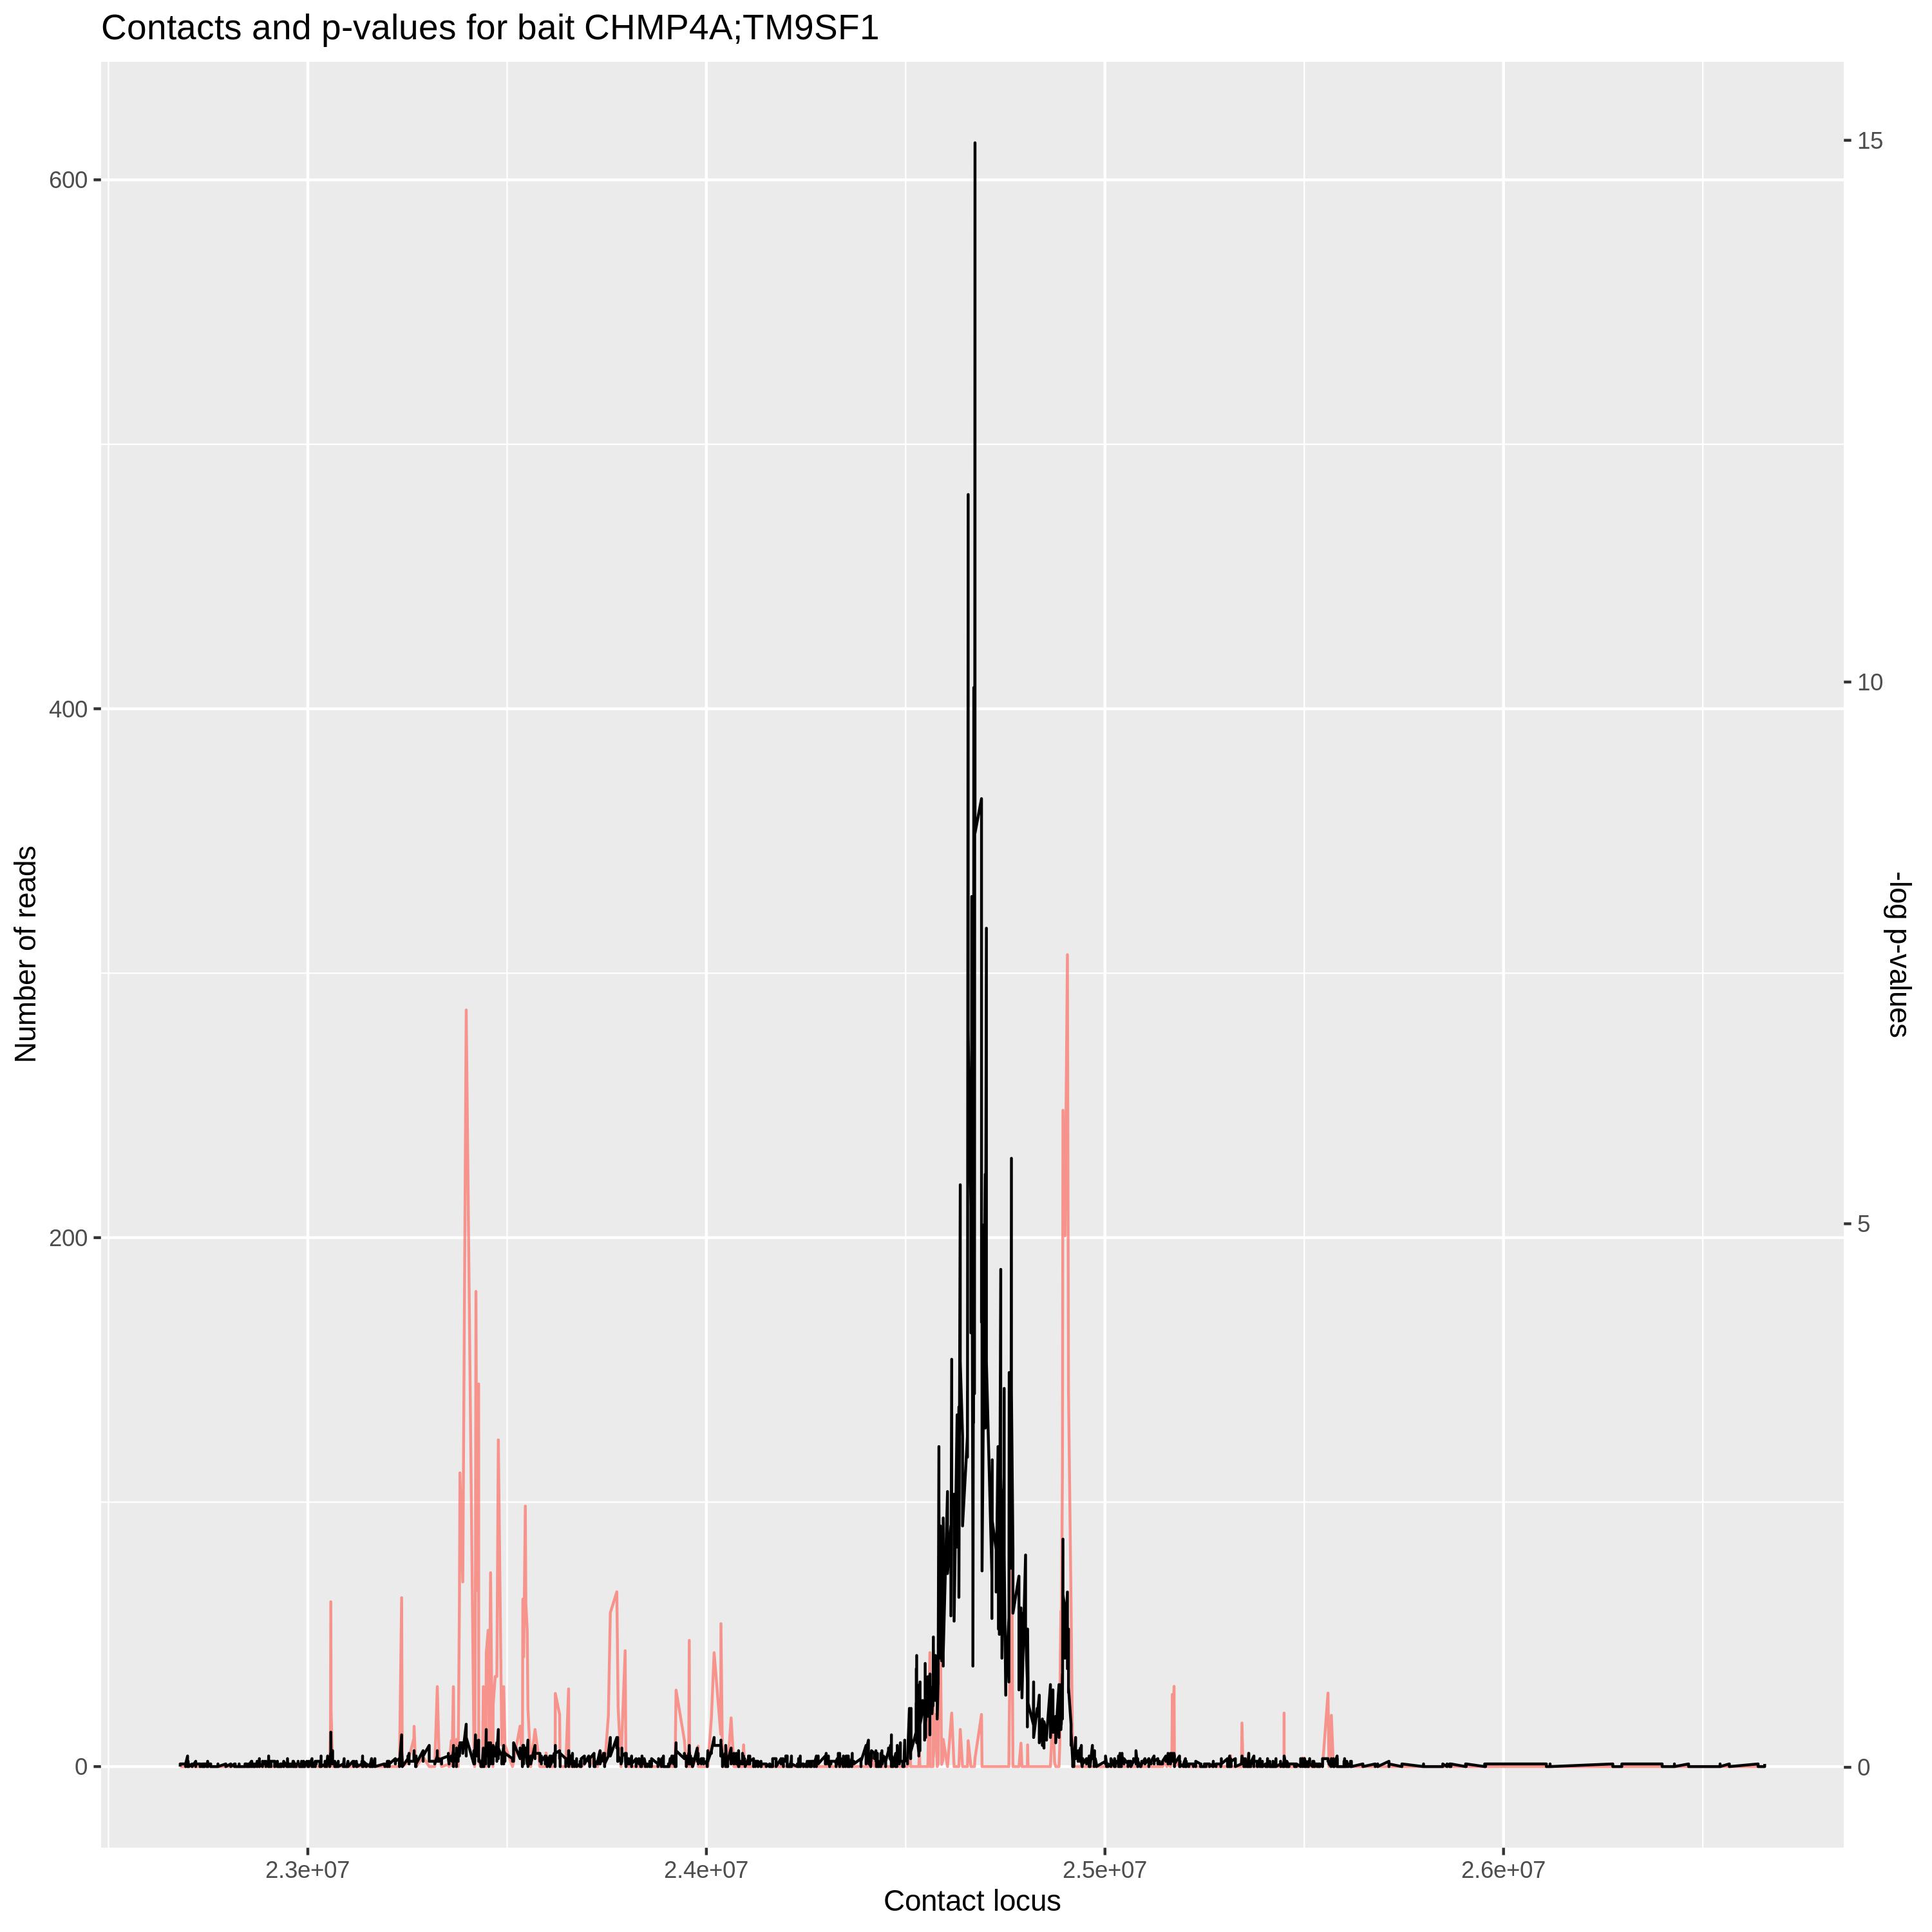 Contacts and p-values for bait CHMP4A;TM9SF1
Number of reads
600
400
200
0
15
10
5
0
-log p-values
2.3e+07
2.4e+07
2.5e+07
2.6e+07
Contact locus